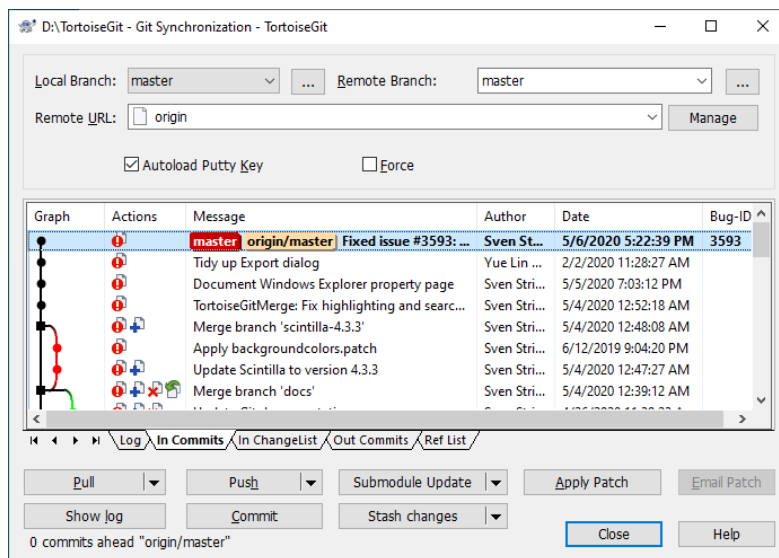 D:\TortoiseGit - Git Synchronization - TortoiseGit
Local Branch: master ... Remote Branch: master ...
Remote URL: origin Manage
Autoload Putty Key Force
Graph Actions Message Author Date Bug-ID
master origin/master Fixed issue #3593: ... Sven St... 5/6/2020 5:22:39 PM 3593
Tidy up Export dialog Yue Lin ... 2/2/2020 11:28:27 AM
Document Windows Explorer property page Sven Stri... 5/5/2020 7:03:12 PM
TortoiseGitMerge: Fix highlighting and searc... Sven Stri... 5/4/2020 12:52:18 AM
Merge branch 'scintilla-4.3.3' Sven Stri... 5/4/2020 12:48:08 AM
Apply backgroundcolors.patch Sven Stri... 6/12/2019 9:04:20 PM
Update Scintilla to version 4.3.3 Sven Stri... 5/4/2020 12:47:27 AM
Merge branch 'docs' Sven Stri... 5/4/2020 12:39:12 AM
Log In Commits In ChangeList Out Commits Ref List
Pull Push Submodule Update Apply Patch Email Patch
Show log Commit Stash changes
Close Help
0 commits ahead "origin/master"